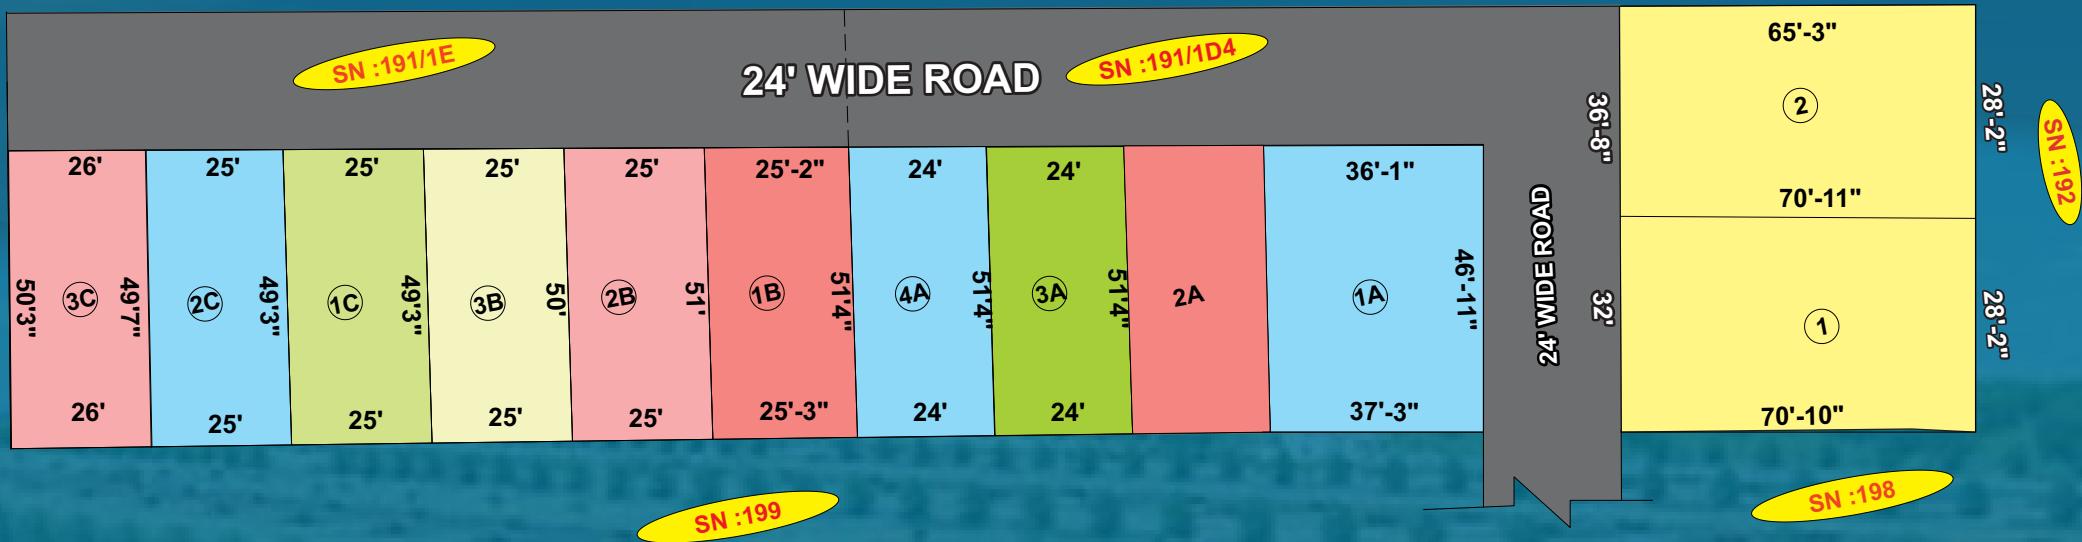 65'-3"
SN :191/1E
24' WIDE ROAD
SN :191/1D4
36'-8"
2
28'-2"
SN :192
70'-11"
26'
25'
25'
25'
25'
25'-2"
24'
24'
36'-1"
50'3"
3C
49'7"
2C
49'3"
1C
49'3"
3B
50'
2B
51'
1B
51'4"
4A
51'4"
3A
51'4"
2A
1A
46'-11"
24' WIDE ROAD
32'
1
28'-2"
26'
25'
25'
25'
25'
25'-3"
24'
24'
37'-3"
70'-10"
SN :199
SN :198